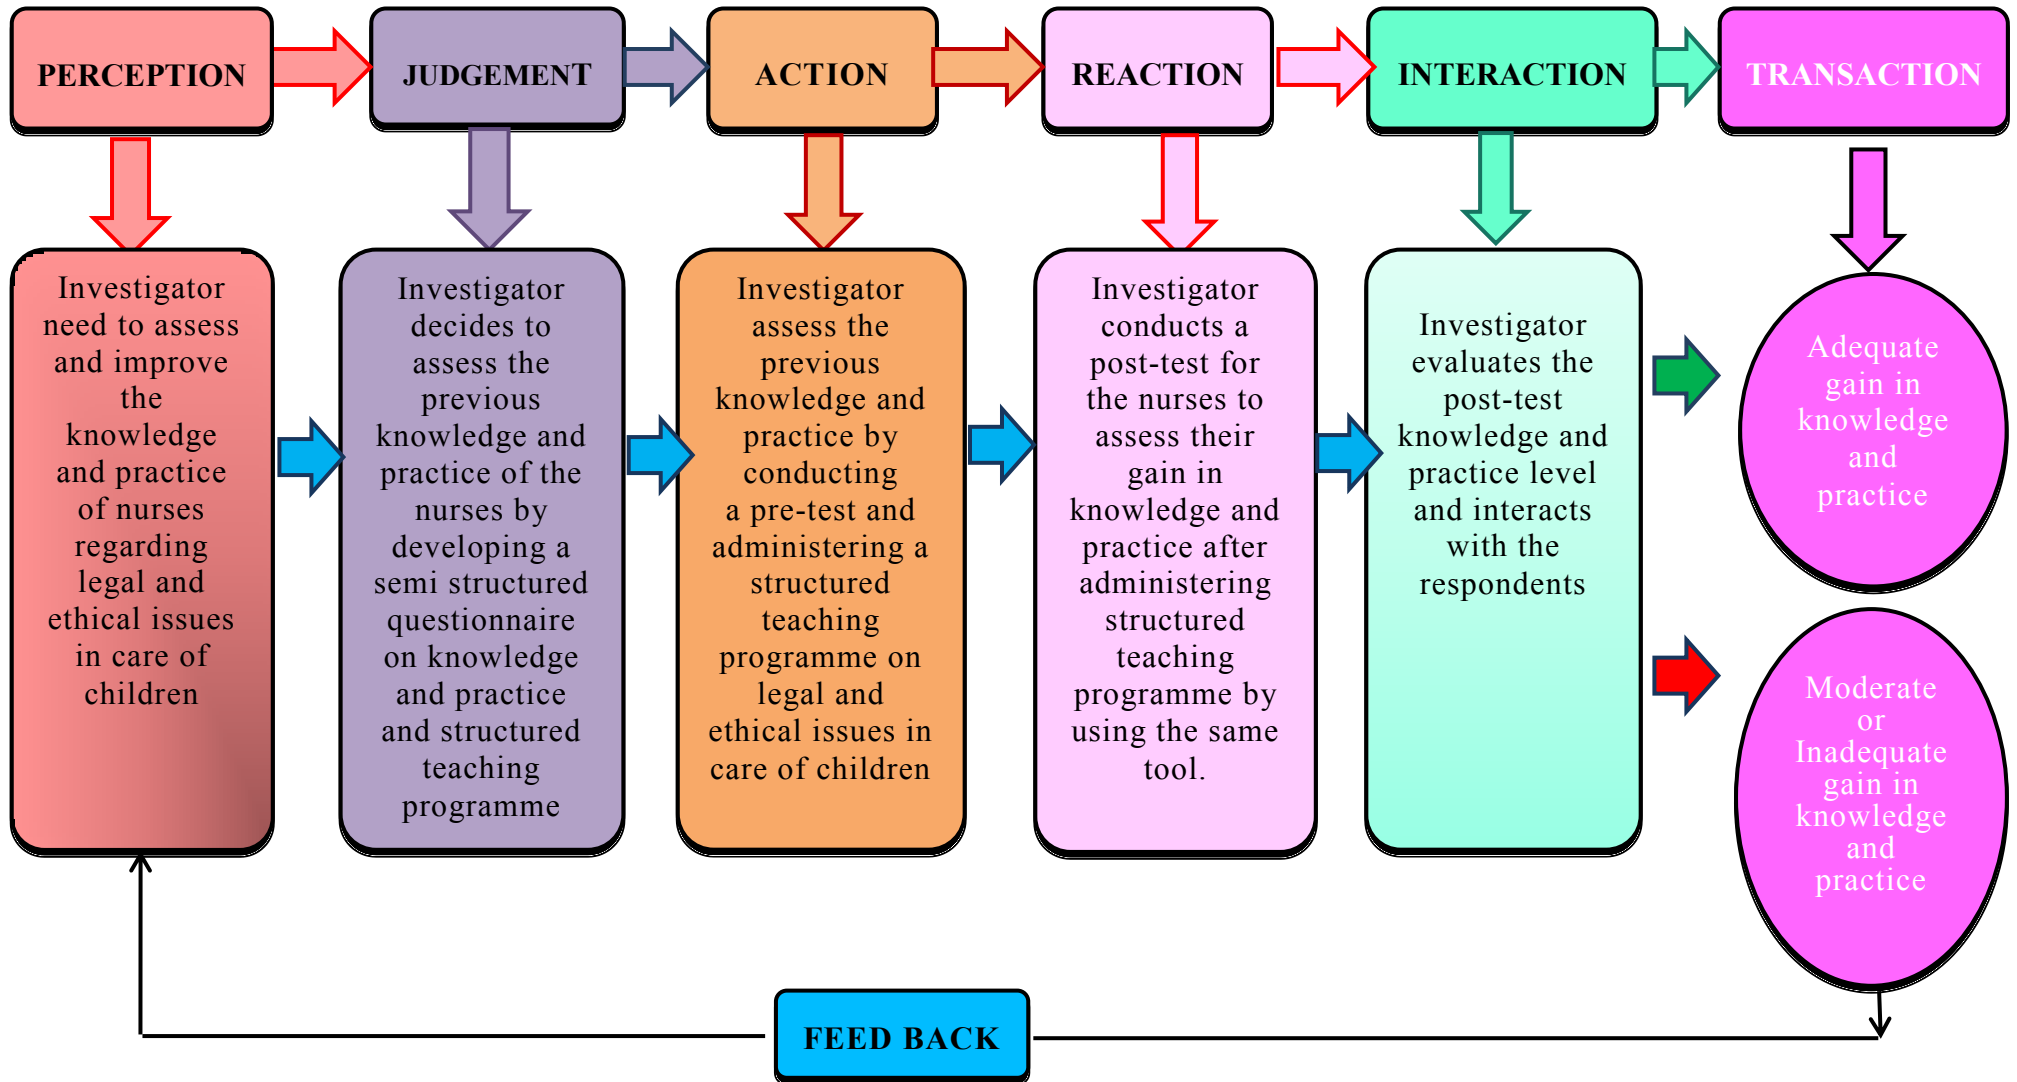 PERCEPTION
JUDGEMENT
ACTION
REACTION
INTERACTION
TRANSACTION
Investigator
need to assess
and improve
the
knowledge
and practice
of nurses
regarding
legal and
ethical issues
in care of
children
Investigator
decides to
assess the
previous
knowledge and
practice of the
nurses by
developing a
semi structured
questionnaire
on knowledge
and practice
and structured
teaching
programme
Investigator
assess the
previous
knowledge and
practice by
conducting
a pre-test and
administering a
structured
teaching
programme on
legal and
ethical issues in
care of children
Investigator
conducts a
post-test for
the nurses to
assess their
gain in
knowledge and
practice after
administering
structured
teaching
programme by
using the same
tool.
Investigator
evaluates the
post-test
knowledge and
practice level
and interacts
with the
respondents
Adequate
gain in
knowledge
and
practice
Moderate
or
Inadequate
gain in
knowledge
and
practice
FEED BACK